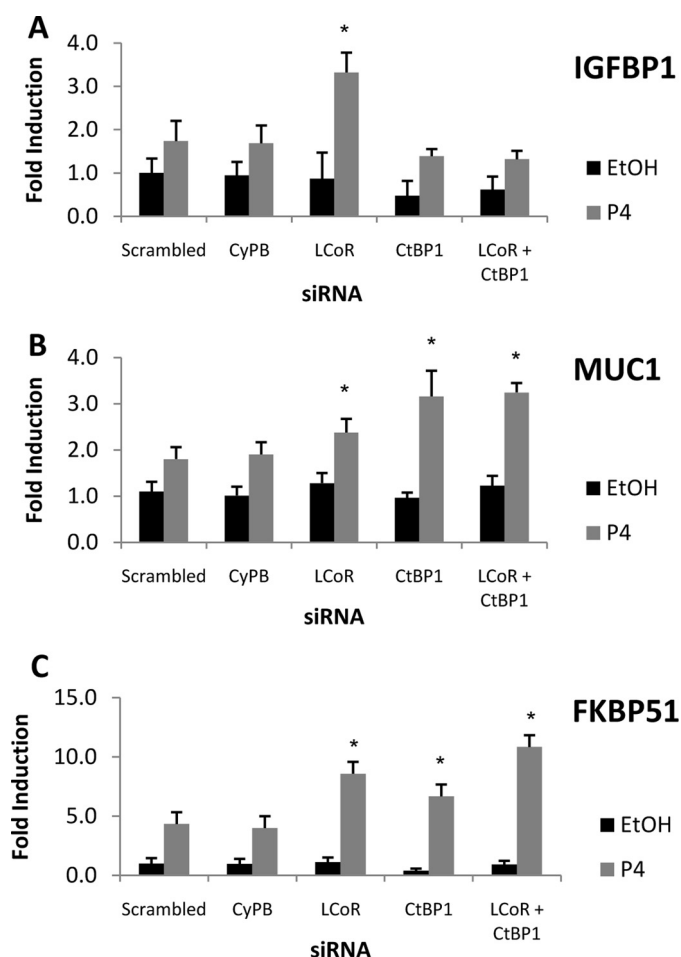 A
IGFBP1
*
4.0
3.0
2.0
1.0
0.0
Fold Induction
EtOH
P4
Scrambled CyPB LCoR CtBP1 LCoR +
CtBP1
siRNA
B
MUC1
* * *
4.0
3.0
2.0
1.0
0.0
Fold Induction
EtOH
P4
Scrambled CyPB LCoR CtBP1 LCoR +
CtBP1
siRNA
C
FKBP51
* * *
15.0
10.0
5.0
0.0
Fold Induction
EtOH
P4
Scrambled CyPB LCoR CtBP1 LCoR +
CtBP1
siRNA